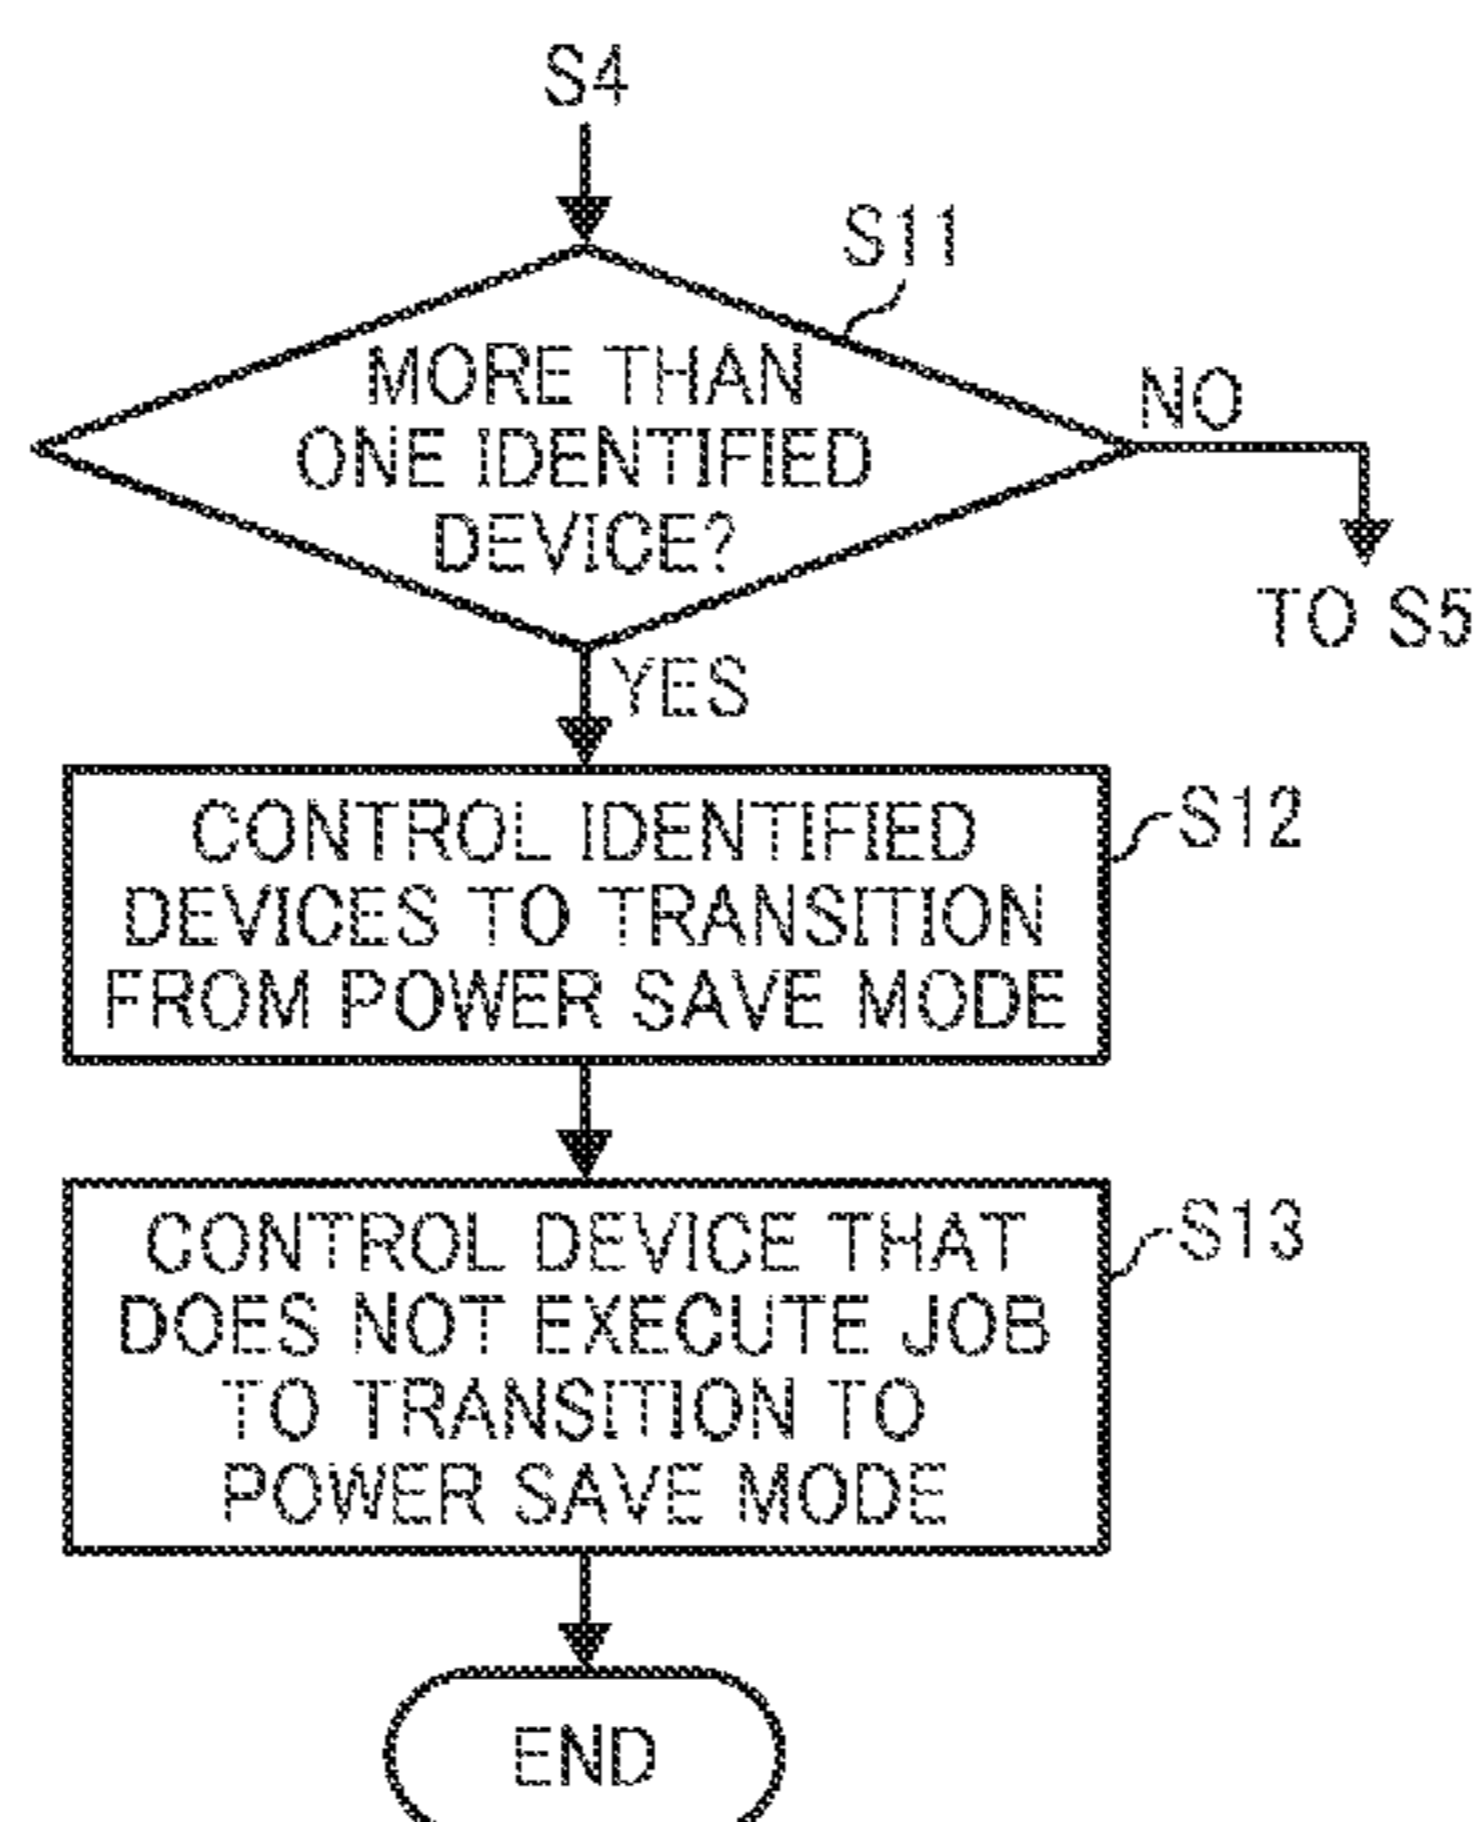 S4
S11
MORE THAN
ONE IDENTIFIED
DEVICE?
NO
TO S5
YES
CONTROL IDENTIFIED
DEVICES TO TRANSITION
FROM POWER SAVE MODE
S12
CONTROL DEVICE THAT
DOES NOT EXECUTE JOB
TO TRANSITION TO
POWER SAVE MODE
S13
END